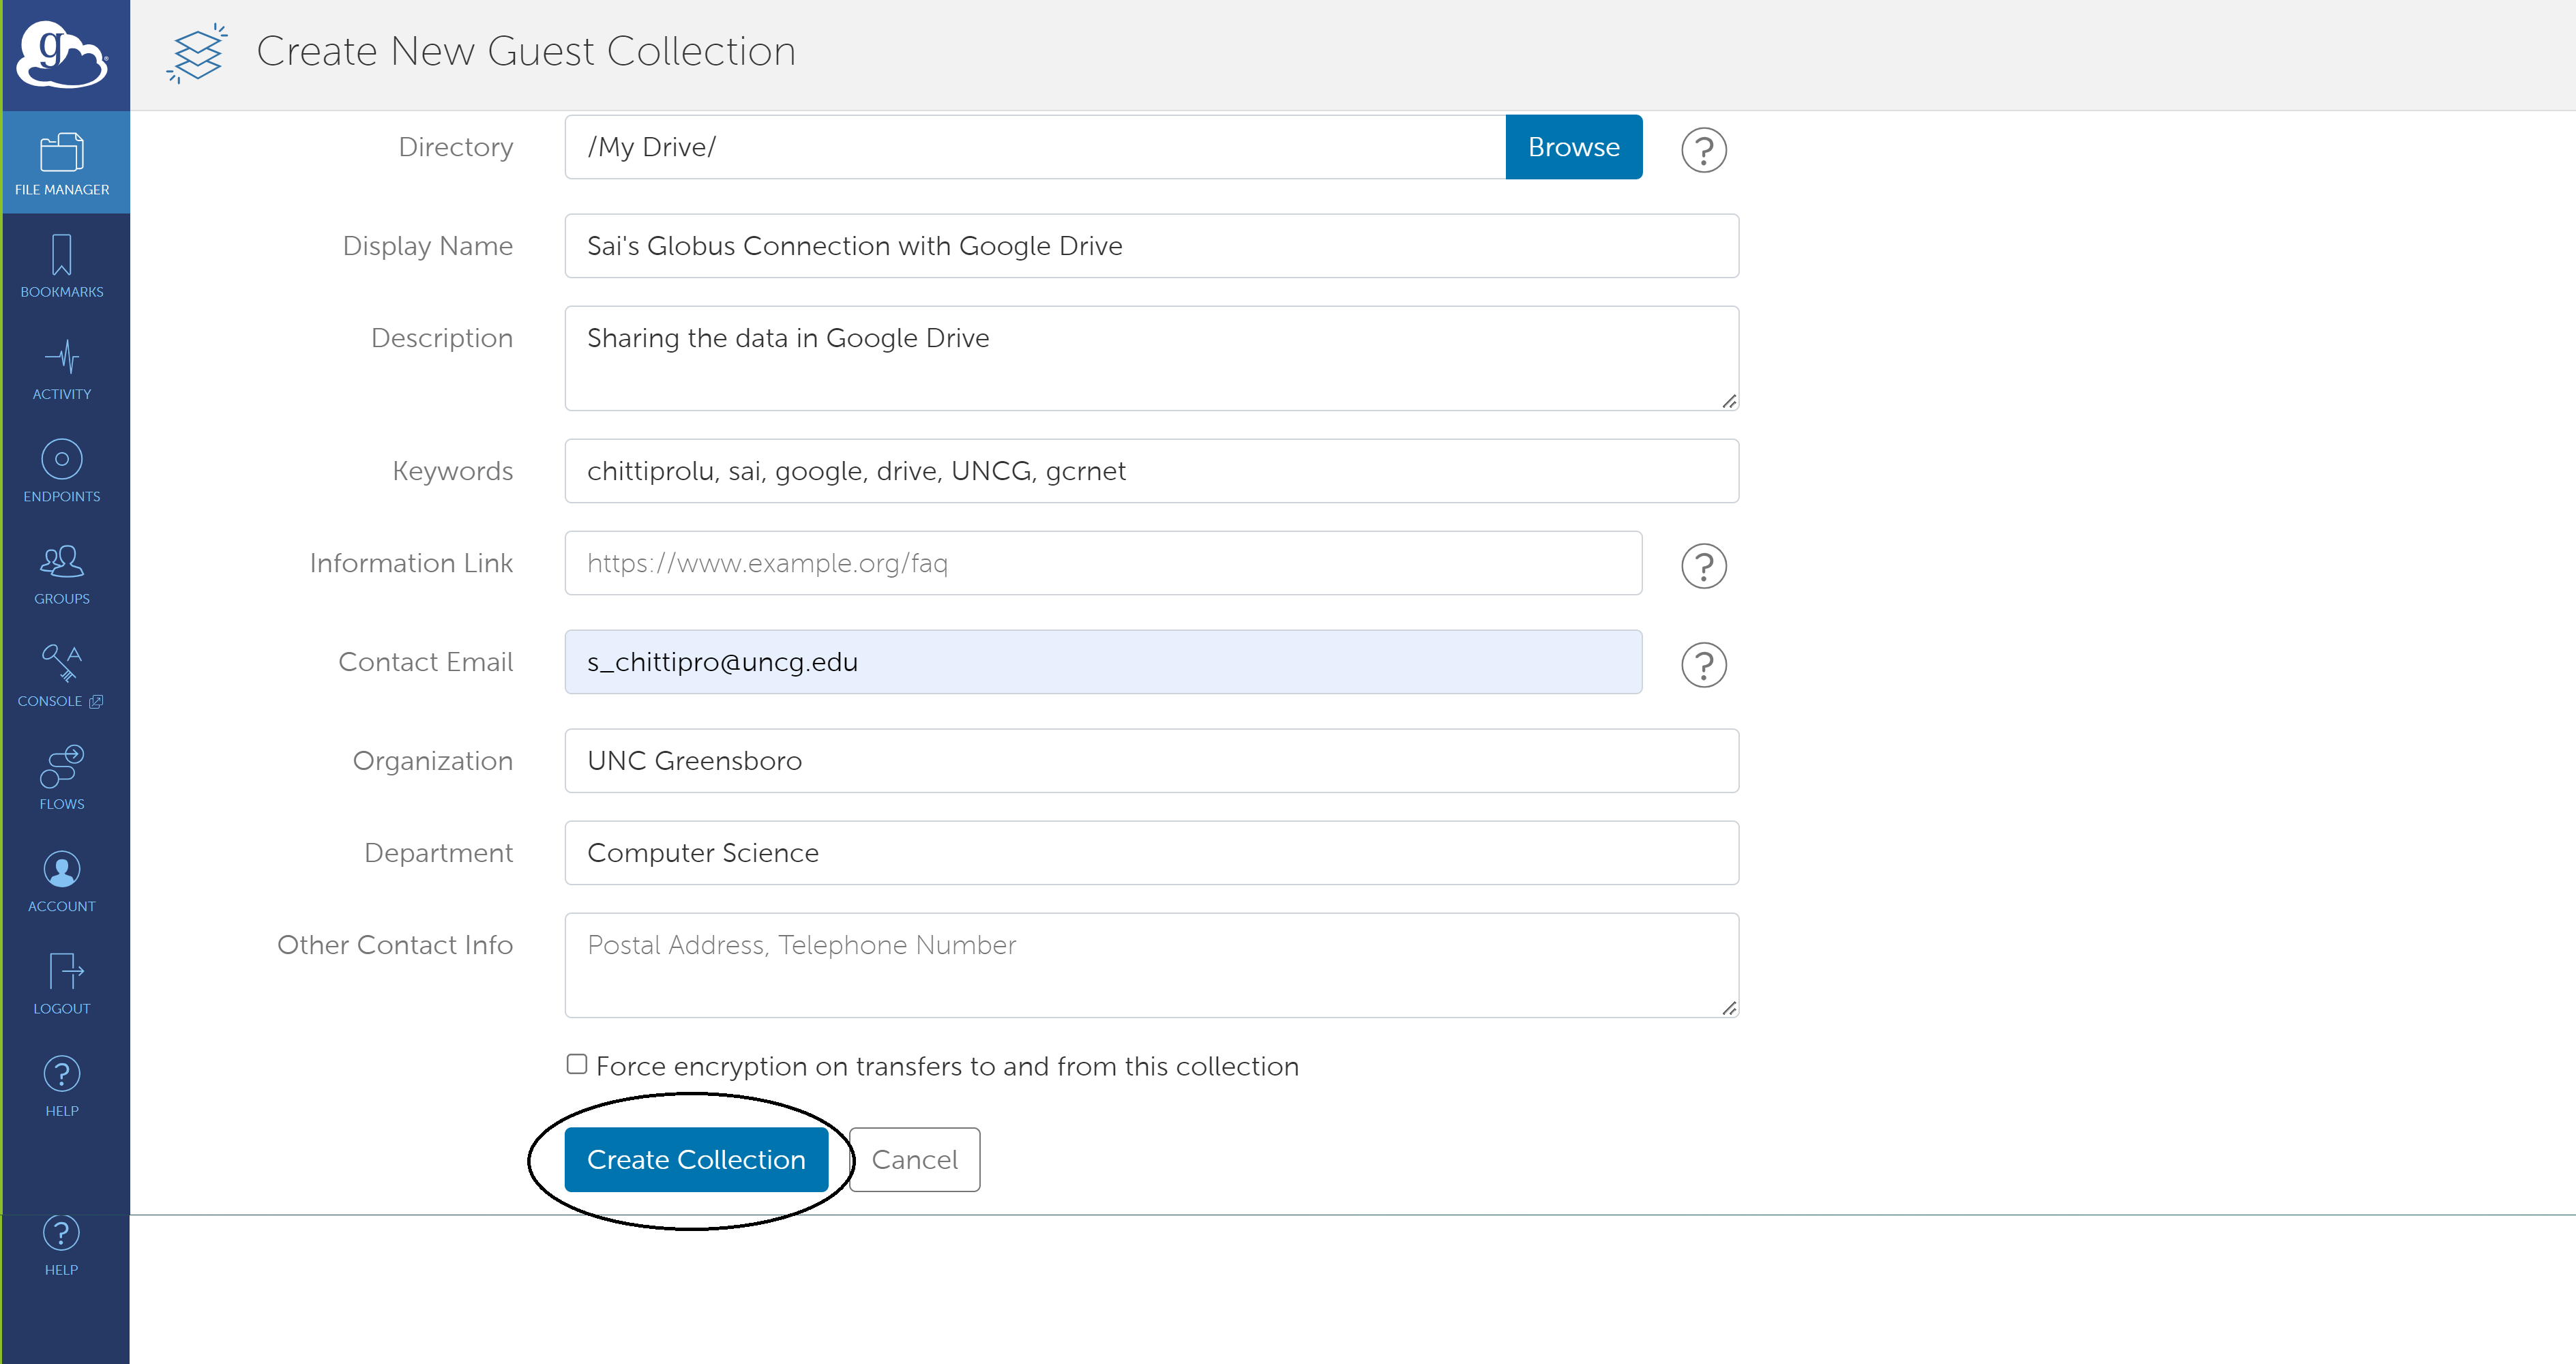 g
Create New Guest Collection
FILE MANAGER
BOOKMARKS
ACTIVITY
ENDPOINTS
GROUPS
CONSOLE
FLOWS
ACCOUNT
LOGOUT
HELP
HELP
Directory /My Drive/ Browse ?
Display Name Sai's Globus Connection with Google Drive
Description Sharing the data in Google Drive
Keywords chittiprolu, sai, google, drive, UNCG, gcrnet
Information Link https://www.example.org/faq ?
Contact Email s_chittipro@uncg.edu ?
Organization UNC Greensboro
Department Computer Science
Other Contact Info Postal Address, Telephone Number
Force encryption on transfers to and from this collection
Create Collection Cancel